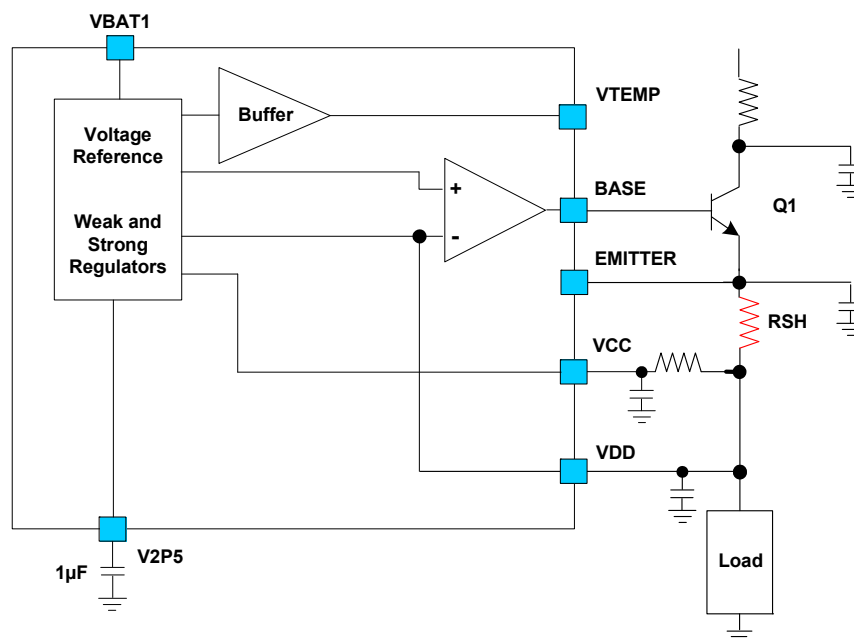 VBAT1
Buffer
VTEMP
Voltage
Reference
+
BASE
Q1
Weak and
Strong
Regulators
-
EMITTER
RSH
VCC
VDD
V2P5
1µF
Load